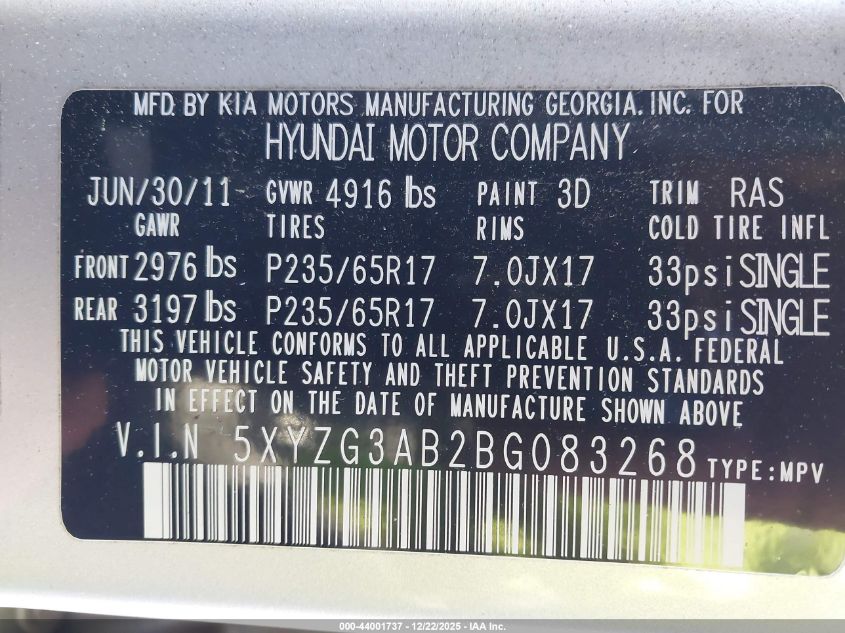 MFD. BY KIA MOTORS MANUFACTURING GEORGIA. INC. FOR
HYUNDAI MOTOR COMPANY
JUN/30/11 GVWR 4916 lbs PAINT 3D TRIM RAS
GAWR TIRES RIMS COLD TIRE INFL
FRONT 2976 lbs P235/65R17 7.0JX17 33psi SINGLE
REAR 3197 lbs P235/65R17 7.0JX17 33psi SINGLE
THIS VEHICLE CONFORMS TO ALL APPLICABLE U.S.A. FEDERAL
MOTOR VEHICLE SAFETY AND THEFT PREVENTION STANDARDS
IN EFFECT ON THE DATE OF MANUFACTURE SHOWN ABOVE
V.I.N 5XYZG3AB2BG083268 TYPE:MPV
000-44001737 - 12/22/2025 - IAA Inc.